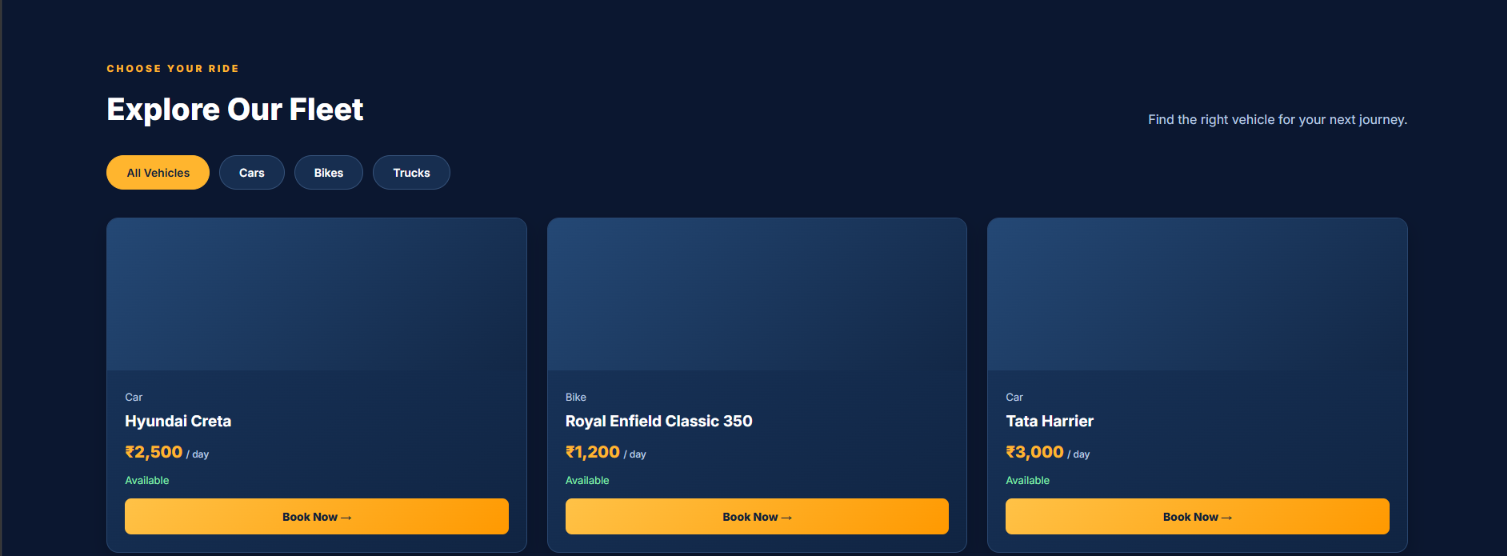 CHOOSE YOUR RIDE
Explore Our Fleet
Find the right vehicle for your next journey.
All Vehicles
Cars
Bikes
Trucks
Car
Hyundai Creta
₹2,500 / day
Available
Book Now →
Bike
Royal Enfield Classic 350
₹1,200 / day
Available
Book Now →
Car
Tata Harrier
₹3,000 / day
Available
Book Now →